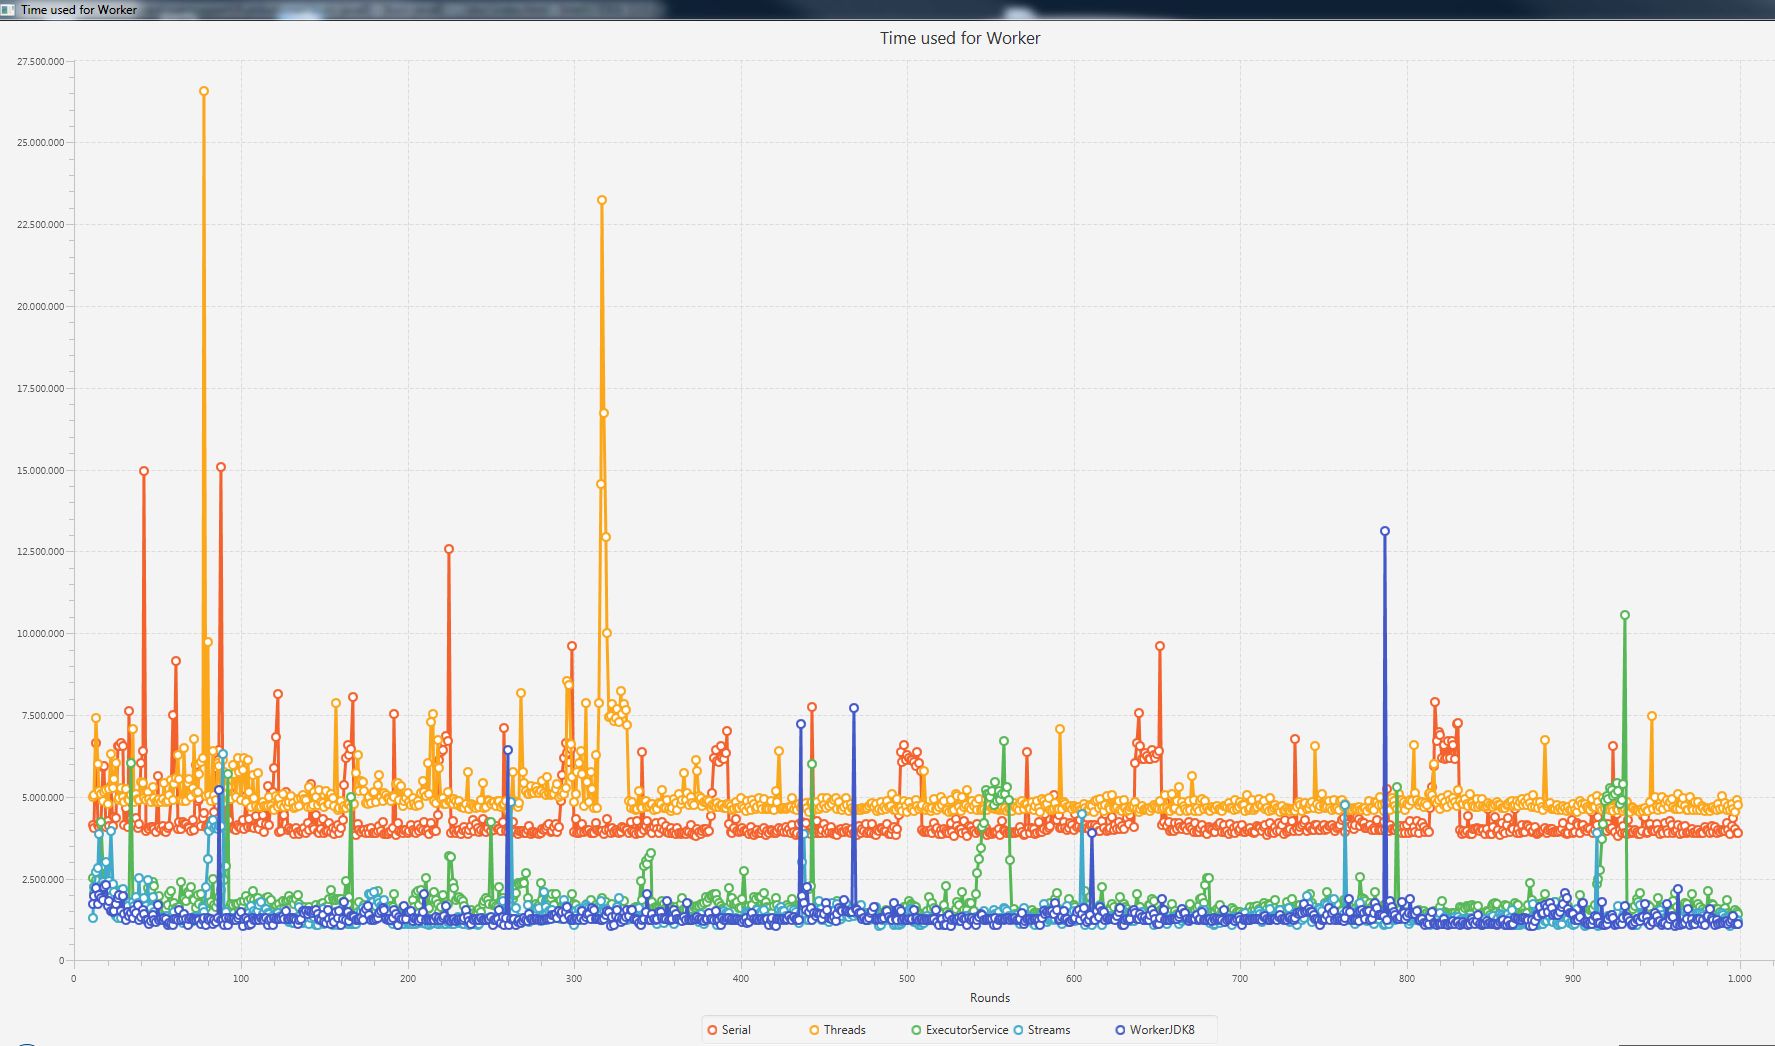 Time used for Worker
Time used for Worker
27.500.000
25.000.000
22.500.000
20.000.000
17.500.000
15.000.000
12.500.000
10.000.000
7.500.000
5.000.000
2.500.000
0
0 100 200 300 400 500 600 700 800 900 1.000
Rounds
Serial Threads ExecutorService Streams WorkerJDK8